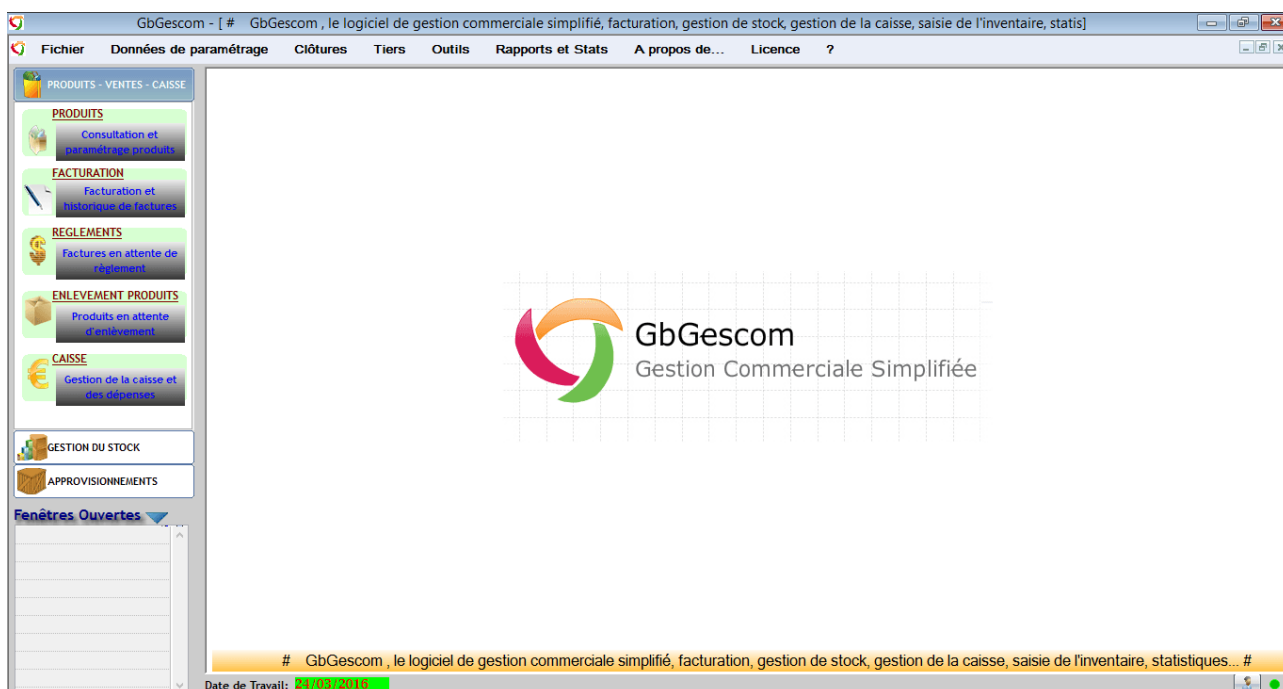 GbGescom - [ #    GbGescom , le logiciel de gestion commerciale simplifié, facturation, gestion de stock, gestion de la caisse, saisie de l'inventaire, statis]
Fichier Données de paramétrage Clôtures Tiers Outils Rapports et Stats A propos de... Licence ?
PRODUITS - VENTES - CAISSE
PRODUITS
Consultation et
paramétrage produits
FACTURATION
Facturation et
historique de factures
REGLEMENTS
Factures en attente de
règlement
ENLEVEMENT PRODUITS
Produits en attente
d'enlèvement
CAISSE
Gestion de la caisse et
des dépenses
GESTION DU STOCK
APPROVISIONNEMENTS
Fenêtres Ouvertes
GbGescom
Gestion Commerciale Simplifiée
#    GbGescom , le logiciel de gestion commerciale simplifié, facturation, gestion de stock, gestion de la caisse, saisie de l'inventaire, statistiques... #
Date de Travail: 24/03/2016